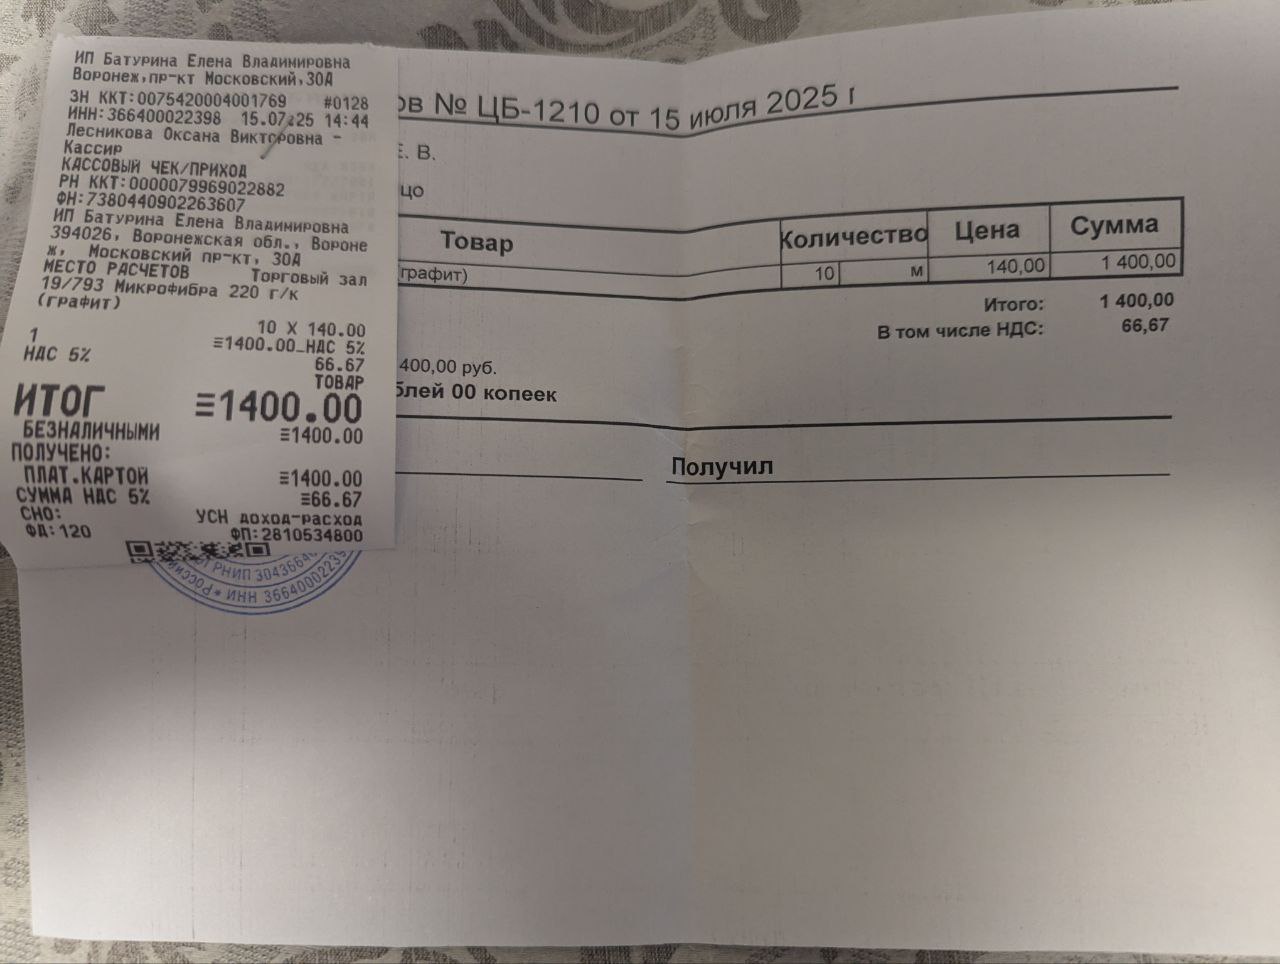 ИП Батурина Елена Владимировна
Воронеж,пр-кт Московский,30А
ЗН ККТ:0075420004001769 #0128
ИНН:366400022398 15.07.25 14:44
Лесникова Оксана Викторовна -
Кассир
КАССОВЫЙ ЧЕК/ПРИХОД
РН ККТ:0000079969022882
ФН:7380440902263607
ИП Батурина Елена Владимировна
394026, Воронежская обл., Вороне
ж, Московский пр-кт, 30А
МЕСТО РАСЧЕТОВ Торговый зал
19/793 Микрофибра 220 г/к
(графит)
10 X 140.00
1 ≡1400.00_НДС 5%
НДС 5% 66.67
ТОВАР
ИТОГ ≡1400.00
БЕЗНАЛИЧНЫМИ ≡1400.00
ПОЛУЧЕНО:
ПЛАТ.КАРТОЙ ≡1400.00
СУММА НДС 5% ≡66.67
СНО: УСН доход-расход
ФД:120 ФП:2810534800
ов № ЦБ-1210 от 15 июля 2025 г
Е. В.
цо
Товар Количество Цена Сумма
графит) 10 м 140,00 1 400,00
Итого: 1 400,00
В том числе НДС: 66,67
400,00 руб.
блей 00 копеек
Получил
ГРНИП 3043664
ИНН 36640002239